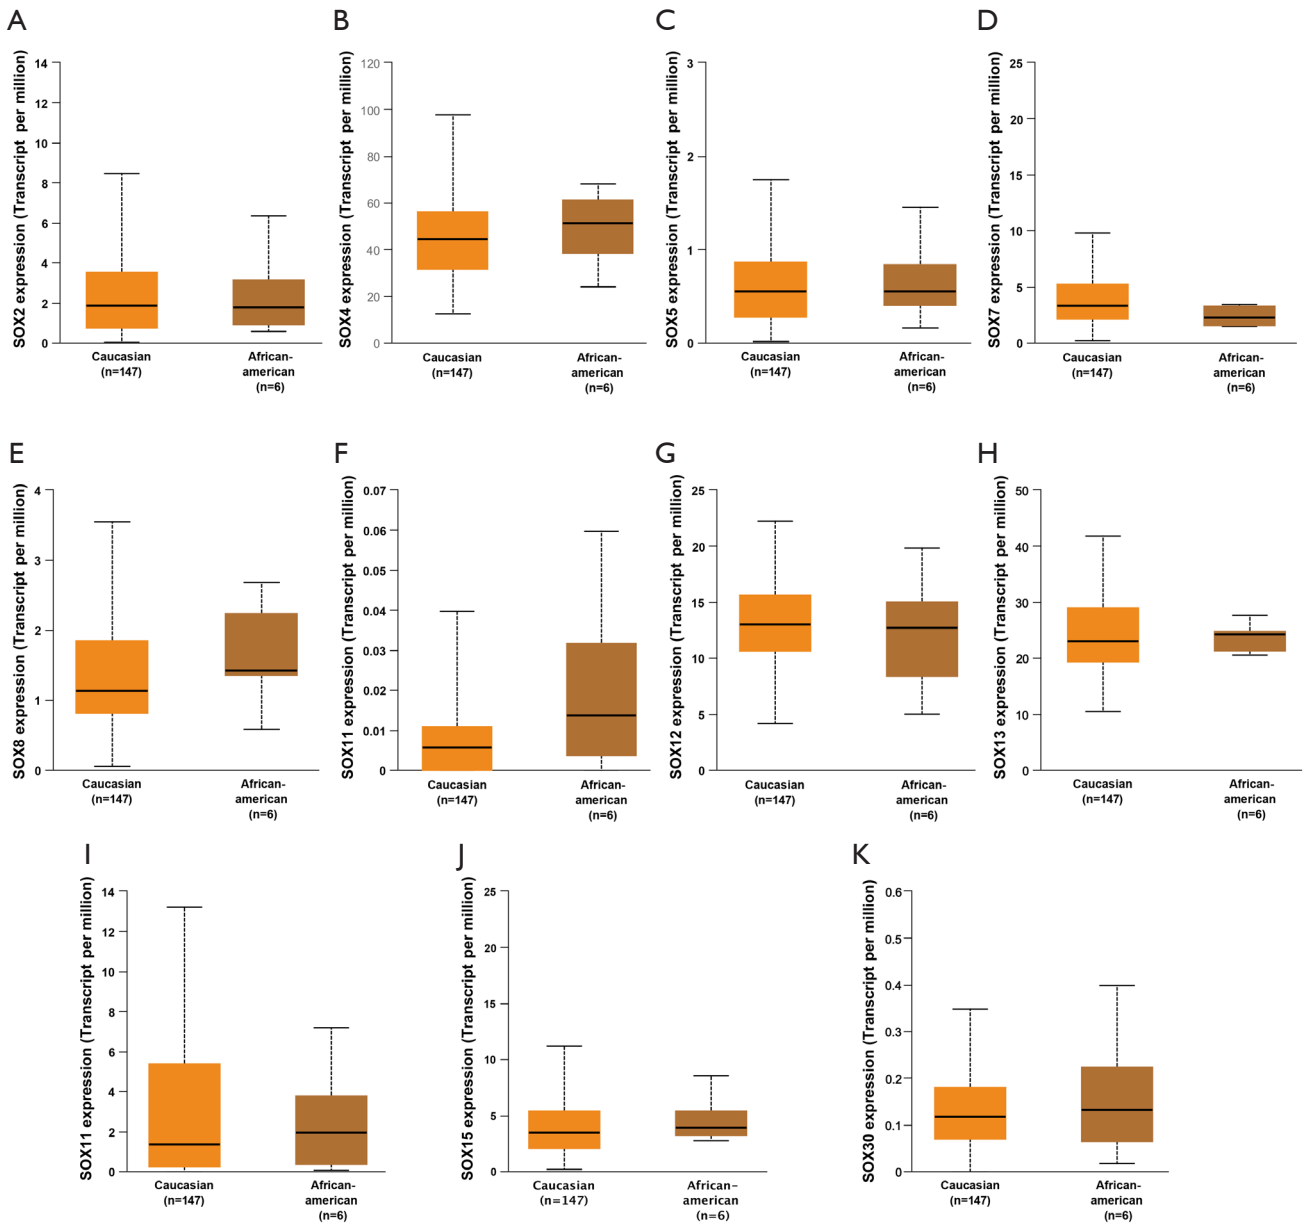 A
SOX2 expression (Transcript per million)
14
12
10
8
6
4
2
0
Caucasian
(n=147)
African-
american
(n=6)
B
SOX4 expression (Transcript per million)
120
100
80
60
40
20
0
Caucasian
(n=147)
African-
american
(n=6)
C
SOX5 expression (Transcript per million)
3
2
1
0
Caucasian
(n=147)
African-
american
(n=6)
D
SOX7 expression (Transcript per million)
25
20
15
10
5
0
Caucasian
(n=147)
African-
american
(n=6)
E
SOX8 expression (Transcript per million)
4
3
2
1
0
Caucasian
(n=147)
African-
american
(n=6)
F
SOX11 expression (Transcript per million)
0.07
0.06
0.05
0.04
0.03
0.02
0.01
0
Caucasian
(n=147)
African-
american
(n=6)
G
SOX12 expression (Transcript per million)
25
20
15
10
5
0
Caucasian
(n=147)
African-
american
(n=6)
H
SOX13 expression (Transcript per million)
50
40
30
20
10
0
Caucasian
(n=147)
African-
american
(n=6)
I
SOX11 expression (Transcript per million)
14
12
10
8
6
4
2
0
Caucasian
(n=147)
African-
american
(n=6)
J
SOX15 expression (Transcript per million)
25
20
15
10
5
0
Caucasian
(n=147)
African-
american
(n=6)
K
SOX30 expression (Transcript per million)
0.6
0.5
0.4
0.3
0.2
0.1
0
Caucasian
(n=147)
African-
american
(n=6)